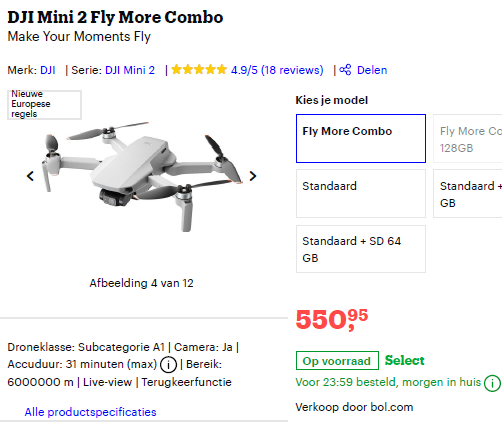 DJI Mini 2 Fly More Combo
Make Your Moments Fly
Merk: DJI | Serie: DJI Mini 2 | 4.9/5 (18 reviews) | Delen
Nieuwe
Europese
regels
Afbeelding 4 van 12
Droneklasse: Subcategorie A1 | Camera: Ja |
Accuduur: 31 minuten (max) i | Bereik:
6000000 m | Live-view | Terugkeerfunctie
Alle productspecificaties
Kies je model
Fly More Combo
Fly More Co
128GB
Standaard
Standaard +
GB
Standaard + SD 64
GB
550,95
Op voorraad Select
Voor 23:59 besteld, morgen in huis i
Verkoop door bol.com